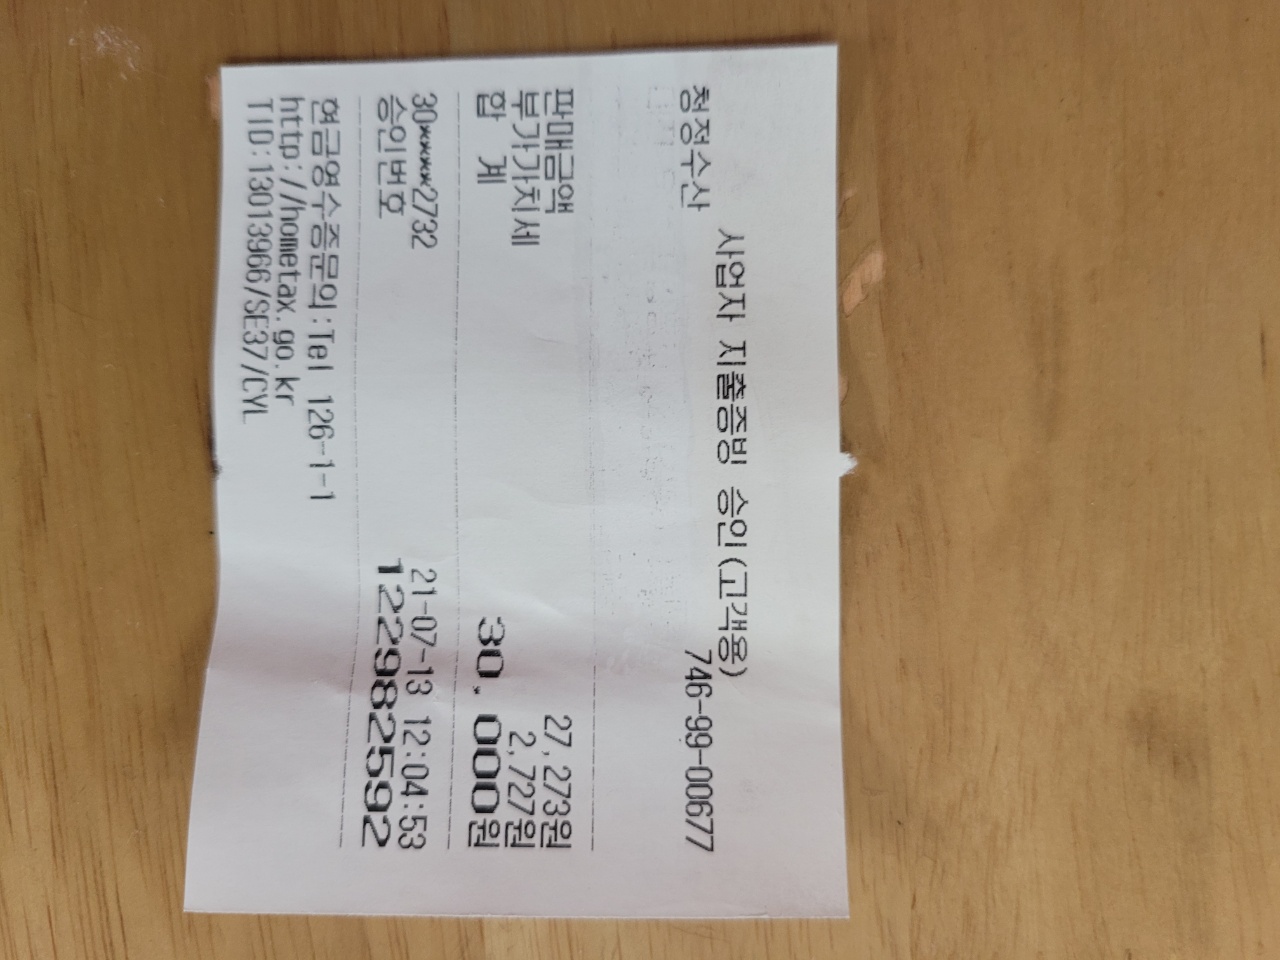 사업자 지출증빙 승인(고객용)
청정수산 746-99-00677
판매금액 27,273원
부가가치세 2,727원
합 계 30,000원
30*****2732 21-07-13 12:04:53
승인번호 122982592
현금영수증문의:Tel 126-1-1
http://hometax.go.kr
TID:13013966/SE37/CYL